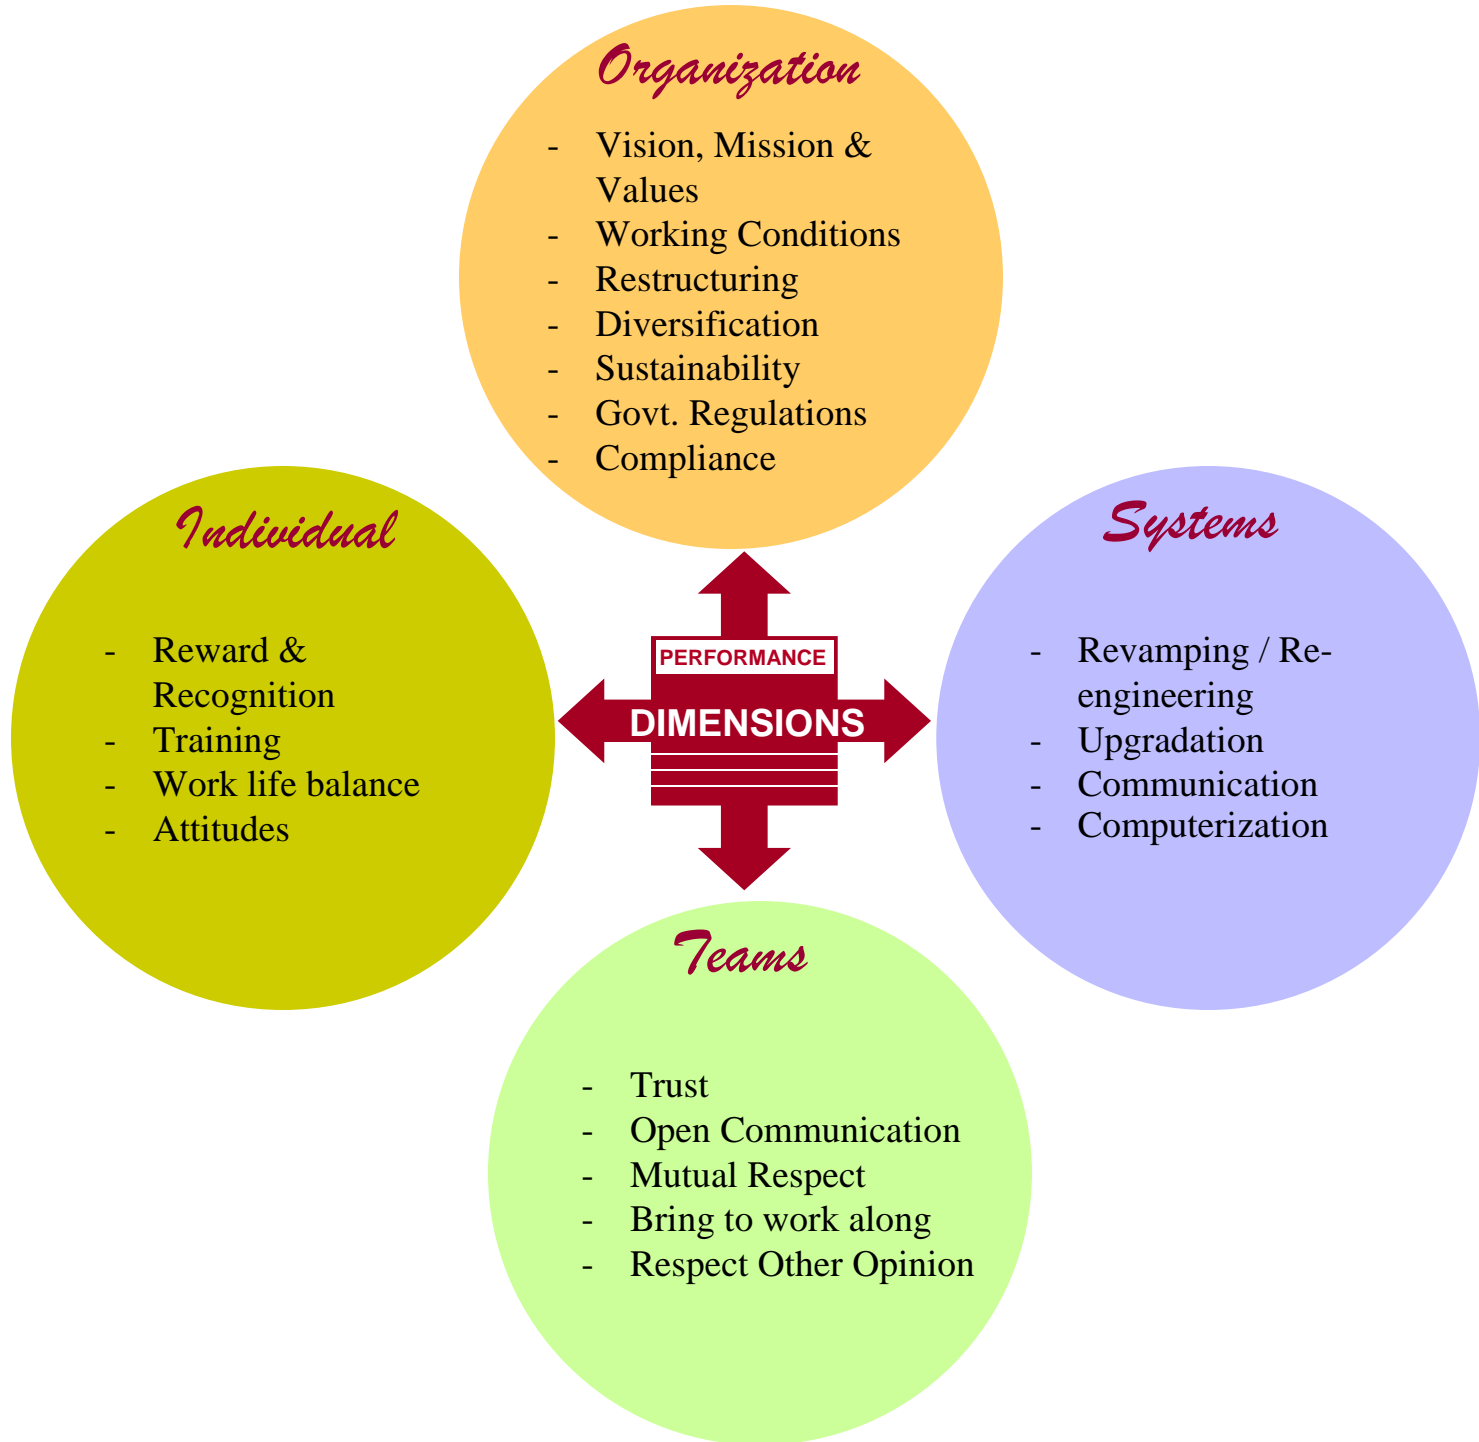 Organization
- Vision, Mission &
Values
- Working Conditions
- Restructuring
- Diversification
- Sustainability
- Govt. Regulations
- Compliance
Individual
- Reward &
Recognition
- Training
- Work life balance
- Attitudes
PERFORMANCE
DIMENSIONS
Systems
- Revamping / Re-
engineering
- Upgradation
- Communication
- Computerization
Teams
- Trust
- Open Communication
- Mutual Respect
- Bring to work along
- Respect Other Opinion